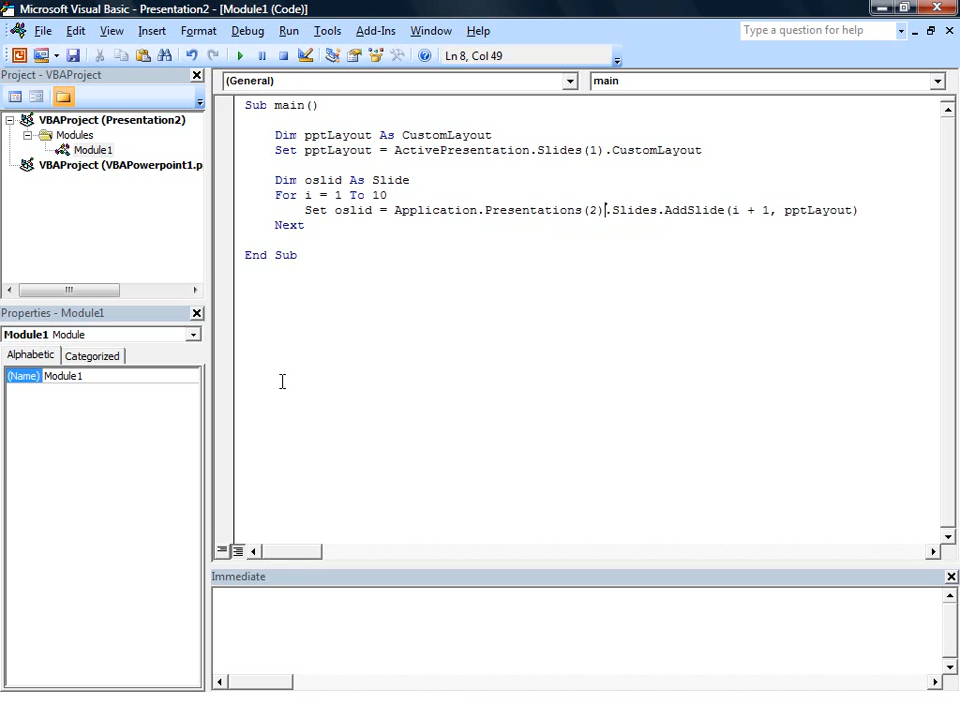 Microsoft Visual Basic - Presentation2 - [Module1 (Code)]
File Edit View Insert Format Debug Run Tools Add-Ins Window Help
Type a question for help
Ln 8, Col 49
Project - VBAProject
(General)
main
VBAProject (Presentation2)
Modules
Module1
VBAProject (VBAPowerpoint1.p
Sub main()
Dim pptLayout As CustomLayout
Set pptLayout = ActivePresentation.Slides(1).CustomLayout
Dim oslid As Slide
For i = 1 To 10
Set oslid = Application.Presentations(2).Slides.AddSlide(i + 1, pptLayout)
Next
End Sub
Properties - Module1
Module1 Module
Alphabetic Categorized
(Name) Module1
Immediate